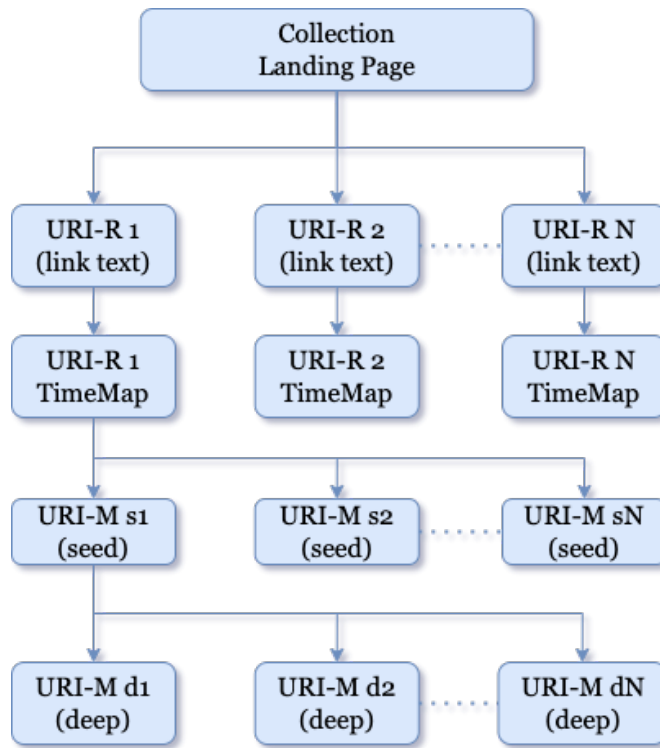 Collection
Landing Page
URI-R 1
(link text)
URI-R 2
(link text)
URI-R N
(link text)
URI-R 1
TimeMap
URI-R 2
TimeMap
URI-R N
TimeMap
URI-M s1
(seed)
URI-M s2
(seed)
URI-M sN
(seed)
URI-M d1
(deep)
URI-M d2
(deep)
URI-M dN
(deep)